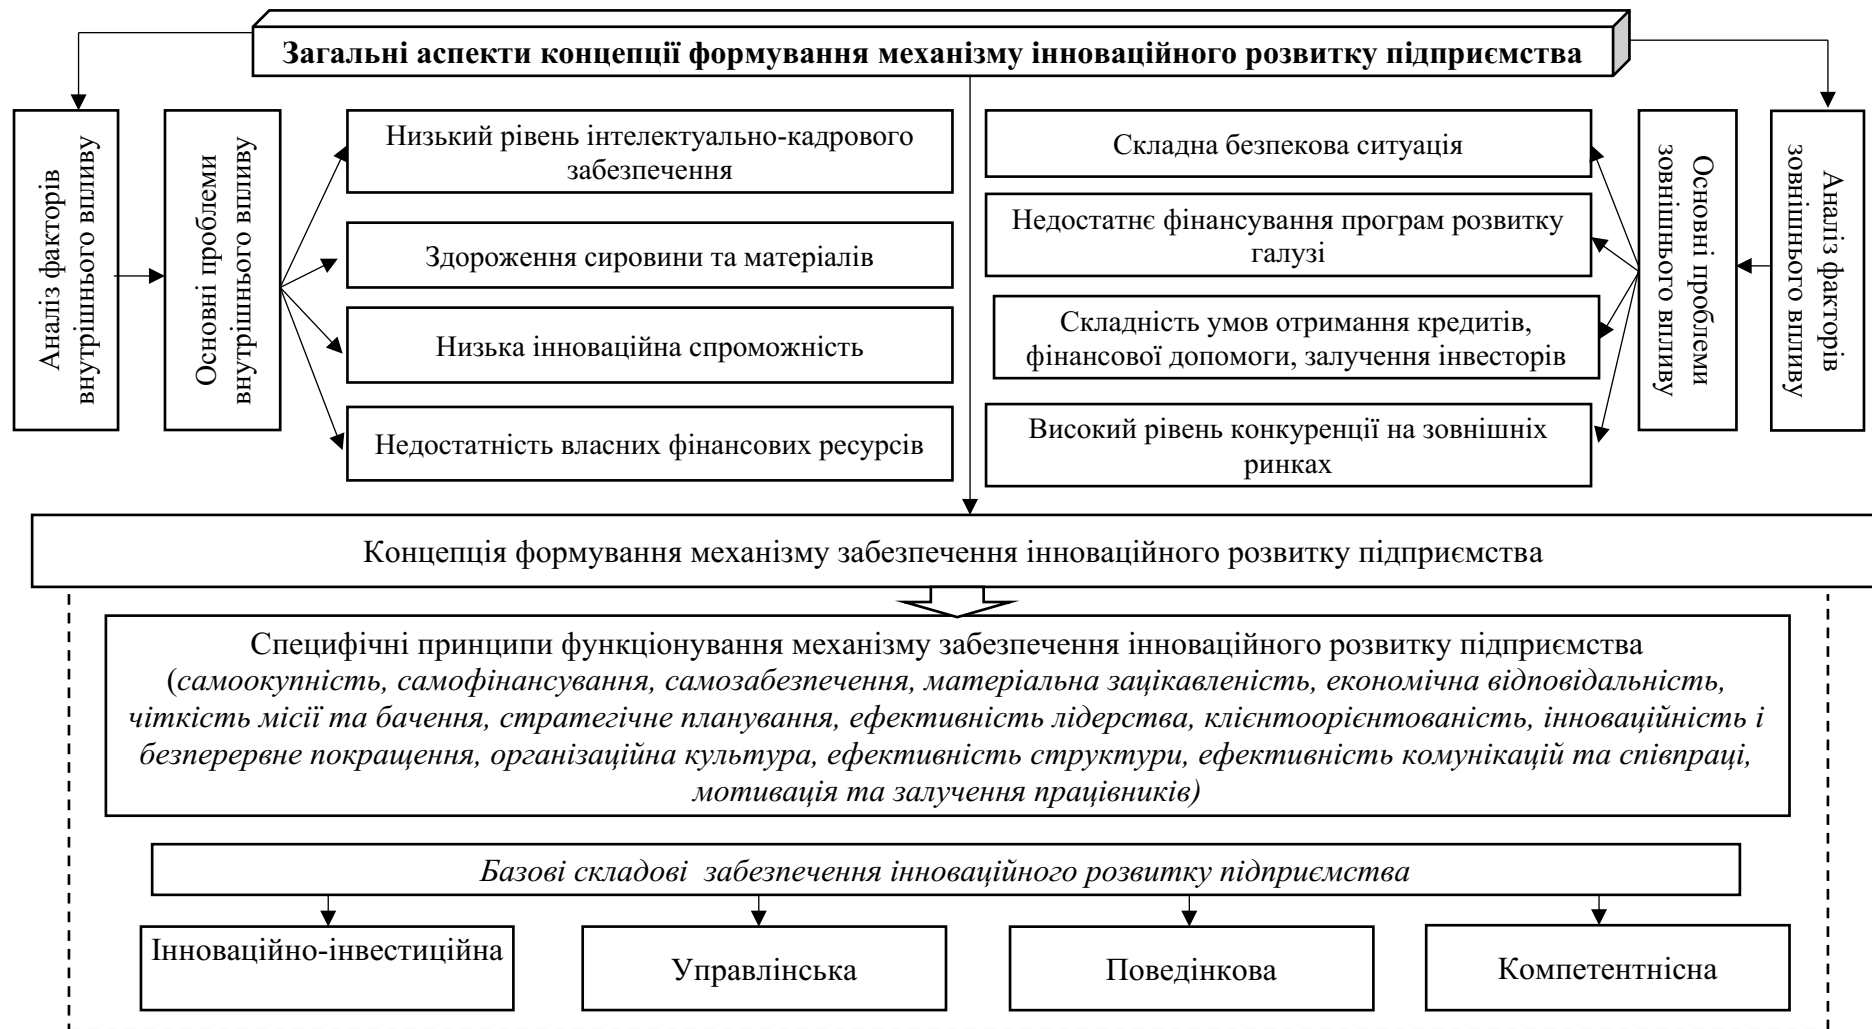 Загальні аспекти концепції формування механізму інноваційного розвитку підприємства
Аналіз факторів
внутрішнього впливу
Основні проблеми
внутрішнього впливу
Низький рівень інтелектуально-кадрового
забезпечення
Здороження сировини та матеріалів
Низька інноваційна спроможність
Недостатність власних фінансових ресурсів
Складна безпекова ситуація
Недостатнє фінансування програм розвитку
галузі
Складність умов отримання кредитів,
фінансової допомоги, залучення інвесторів
Високий рівень конкуренції на зовнішніх
ринках
Основні проблеми
зовнішнього впливу
Аналіз факторів
зовнішнього впливу
Концепція формування механізму забезпечення інноваційного розвитку підприємства
Специфічні принципи функціонування механізму забезпечення інноваційного розвитку підприємства
(самоокупність, самофінансування, самозабезпечення, матеріальна зацікавленість, економічна відповідальність,
чіткість місії та бачення, стратегічне планування, ефективність лідерства, клієнтоорієнтованість, інноваційність і
безперервне покращення, організаційна культура, ефективність структури, ефективність комунікацій та співпраці,
мотивація та залучення працівників)
Базові складові забезпечення інноваційного розвитку підприємства
Інноваційно-інвестиційна
Управлінська
Поведінкова
Компетентнісна